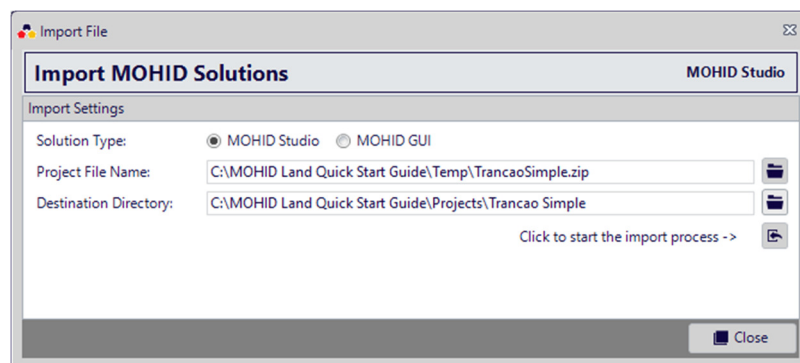 Import File
Import MOHID Solutions MOHID Studio
Import Settings
Solution Type: MOHID Studio MOHID GUI
Project File Name: C:\MOHID Land Quick Start Guide\Temp\TrancaoSimple.zip
Destination Directory: C:\MOHID Land Quick Start Guide\Projects\Trancao Simple
Click to start the import process ->
Close